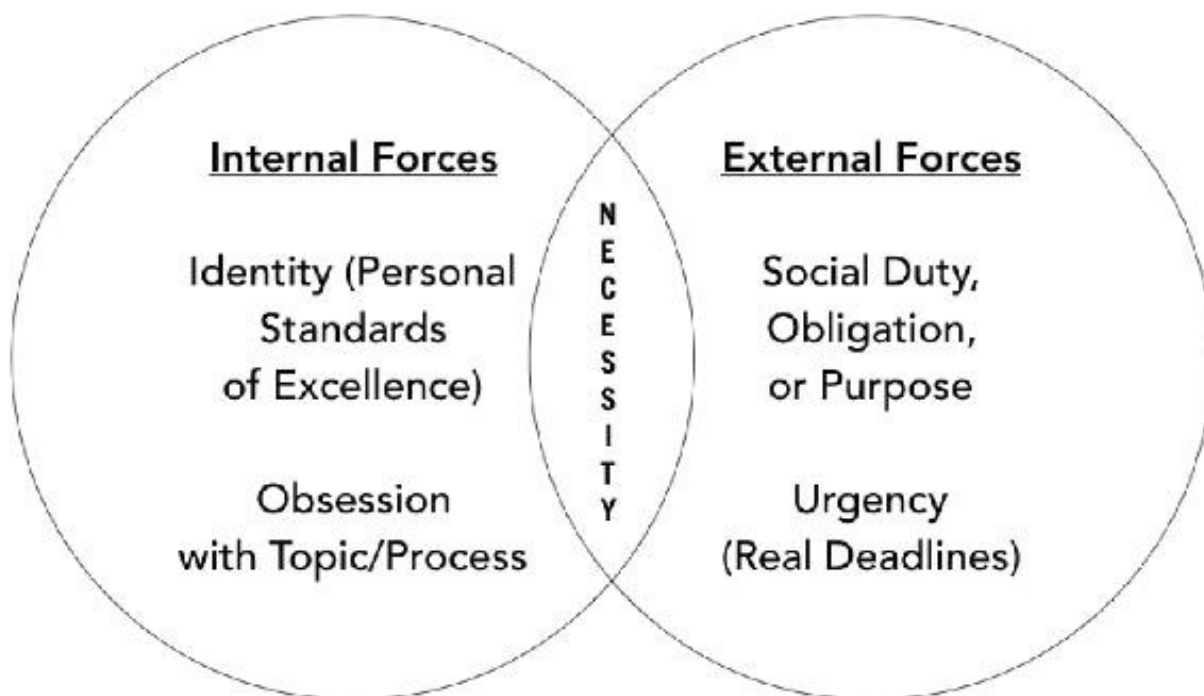 Internal Forces
Identity (Personal
Standards
of Excellence)
Obsession
with Topic/Process
NECESSITY
External Forces
Social Duty,
Obligation,
or Purpose
Urgency
(Real Deadlines)